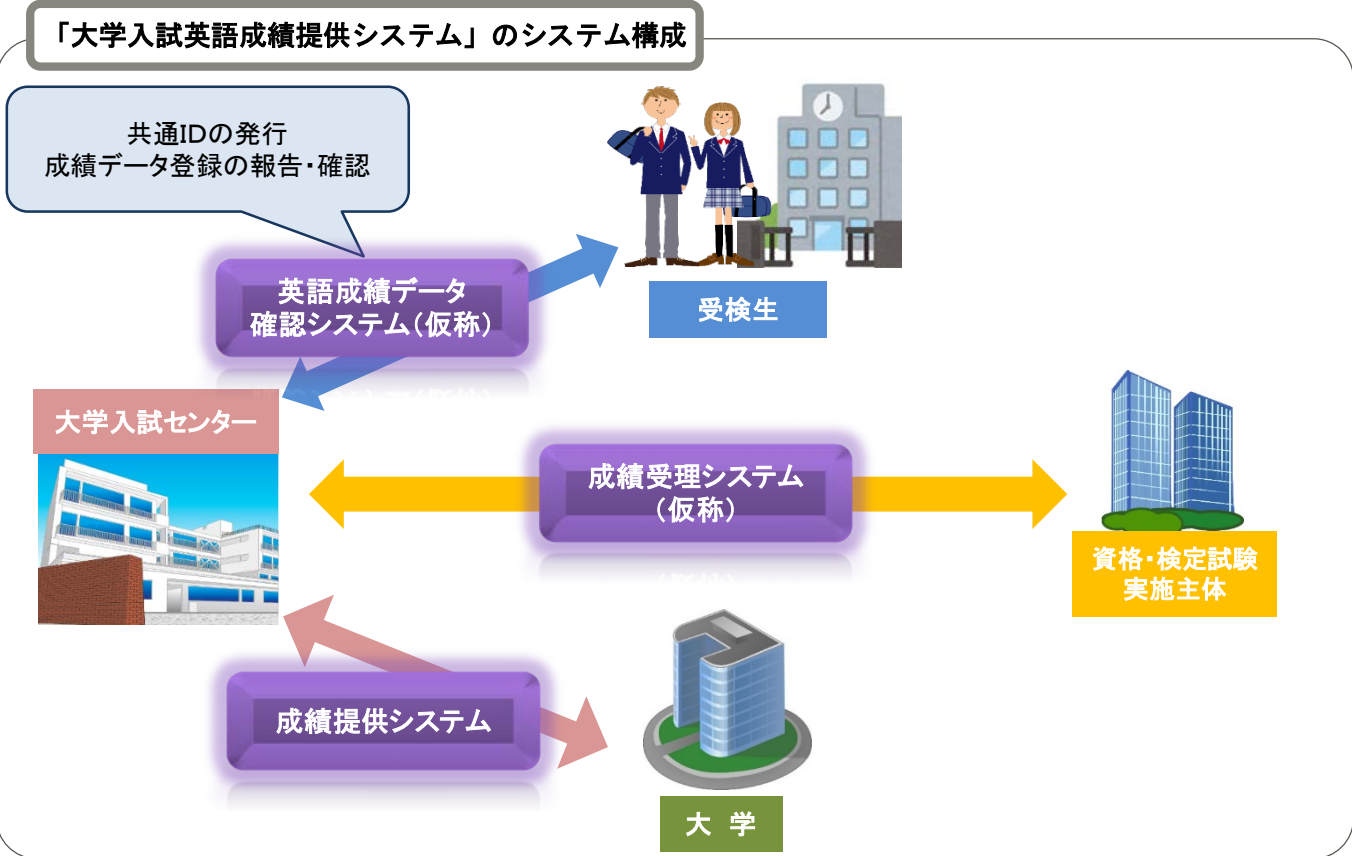 「大学入試英語成績提供システム」のシステム構成
共通IDの発行
成績データ登録の報告・確認
英語成績データ
確認システム(仮称)
受検生
大学入試センター
成績受理システム
(仮称)
資格・検定試験
実施主体
成績提供システム
大 学